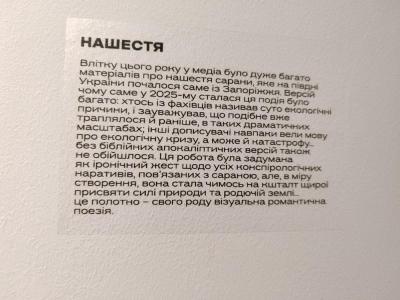 НАШЕСТЯ
Влітку цього року у медіа було дуже багато
матеріалів про нашестя сарани, яке на півдні
України почалося саме із Запоріжжя. Версій
чому саме у 2025-му сталася ця подія було
багато: хтось із фахівців називав суто екологічні
причини, і зауважував, що подібне вже
траплялося й раніше, в таких драматичних
масштабах; інші дописувачі навпаки вели мову
про екологічну кризу, а може й катастрофу..
без біблійних апокаліптичних версій також
не обійшлося. Ця робота була задумана
як іронічний жест щодо усіх конспірологічних
наративів, пов'язаних з сараною, але, в міру
створення, вона стала чимось на кшталт щирої
присвяти силі природи та родючій землі..
це полотно – свого роду візуальна романтична
поезія.